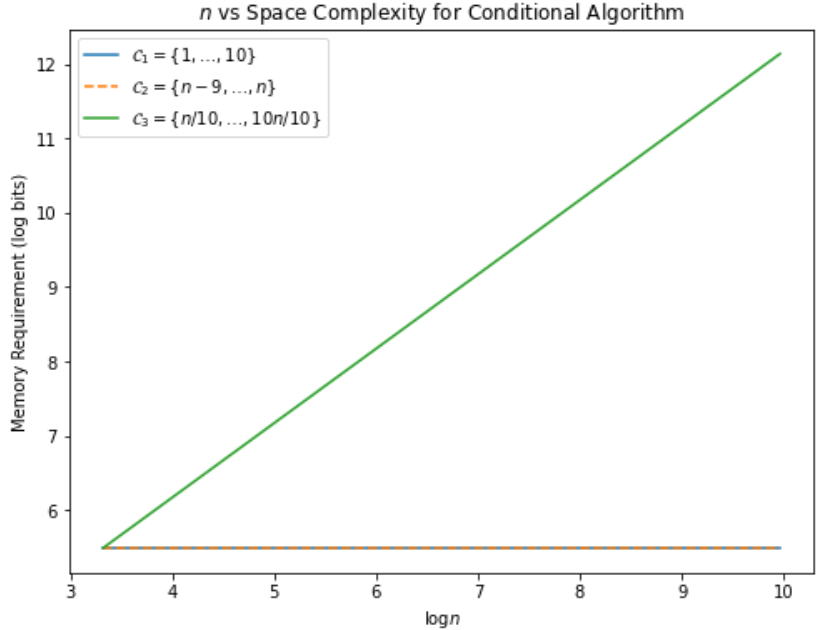 n vs Space Complexity for Conditional Algorithm
C₁ = {1, ..., 10}
C₂ = {n − 9, ..., n}
C₃ = {n/10, ..., 10n/10}
Memory Requirement (log bits)
12
11
10
9
8
7
6
3 4 5 6 7 8 9 10
log n